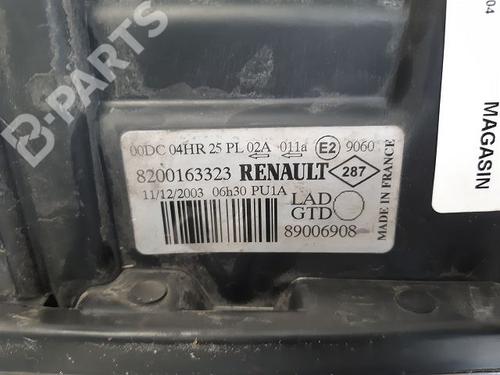 B-PARTS
04
MAGASIN
00DC 04HR 25 PL 02A 011a E2 9060
8200163323 RENAULT 287
11/12/2003 06h30 PU1A LAD
GTD
89006908
MADE IN FRANCE